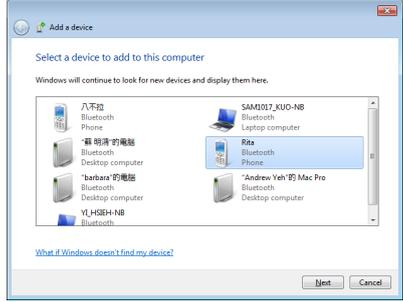 Add a device
Select a device to add to this computer
Windows will continue to look for new devices and display them here.
八不拉
Bluetooth
Phone
SAM1017_KUO-NB
Bluetooth
Laptop computer
"蘇 明清"的電腦
Bluetooth
Desktop computer
Rita
Bluetooth
Phone
"barbara"的電腦
Bluetooth
Desktop computer
"Andrew Yeh"的 Mac Pro
Bluetooth
Desktop computer
YI_HSIEH-NB
Bluetooth
What if Windows doesn't find my device?
Next
Cancel